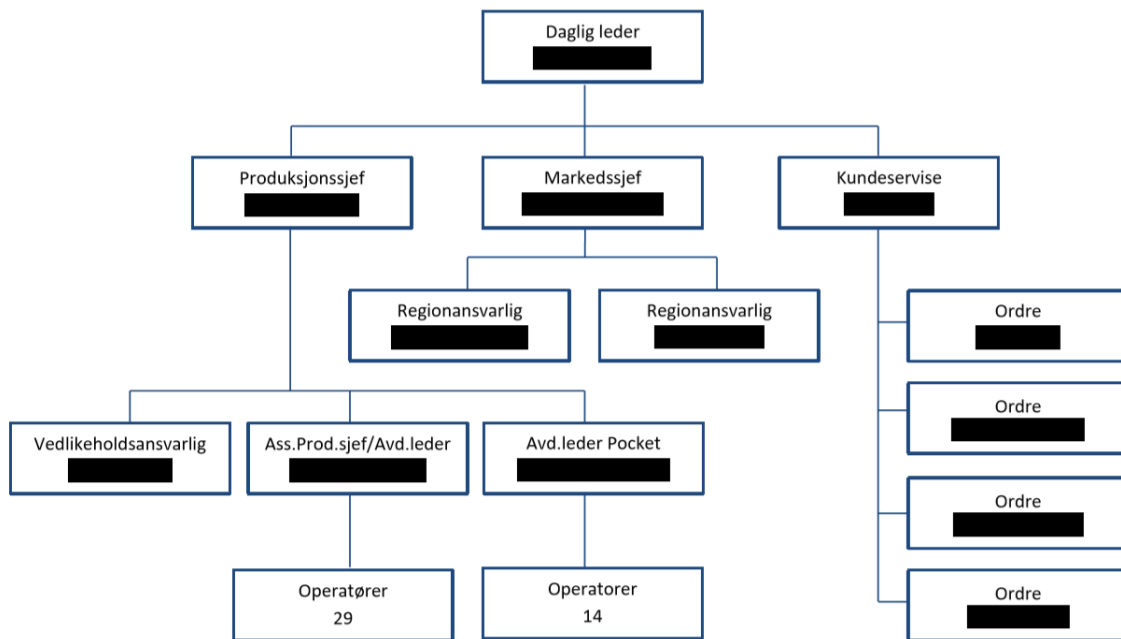 Daglig leder
Produksjonssjef
Markedssjef
Kundeservise
Regionansvarlig
Regionansvarlig
Ordre
Ordre
Vedlikeholdsansvarlig
Ass.Prod.sjef/Avd.leder
Avd.leder Pocket
Ordre
Operatører
29
Operatorer
14
Ordre